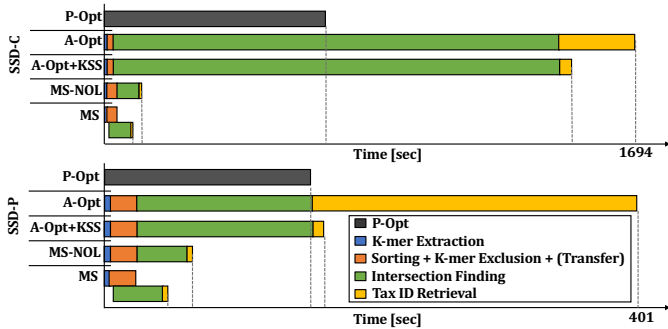 SSD-C
P-Opt
A-Opt
A-Opt+KSS
MS-NOL
MS
Time [sec]
1694
SSD-P
P-Opt
A-Opt
A-Opt+KSS
MS-NOL
MS
P-Opt
K-mer Extraction
Sorting + K-mer Exclusion + (Transfer)
Intersection Finding
Tax ID Retrieval
Time [sec]
401